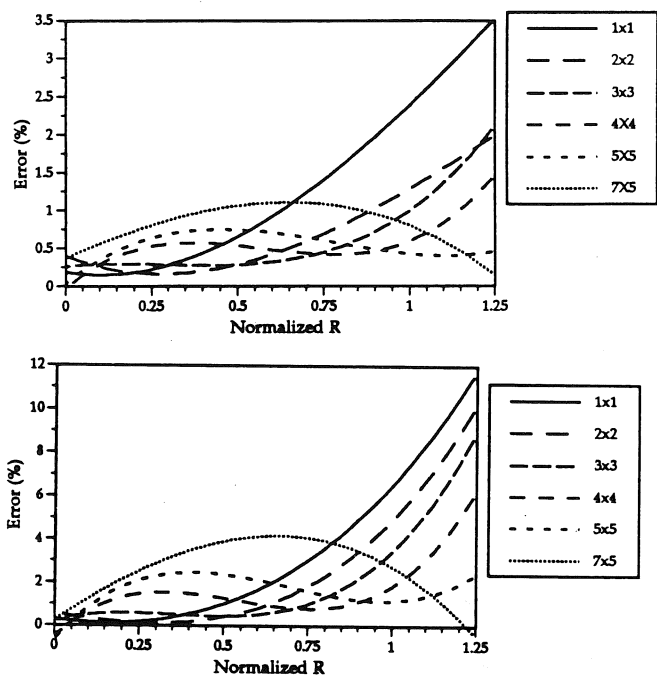 3.5
3
2.5
2
1.5
1
0.5
0
Error (%)
0 0.25 0.5 0.75 1 1.25
Normalized R
1x1
2x2
3x3
4X4
5X5
7X5
12
10
8
6
4
2
0
Error (%)
0 0.25 0.5 0.75 1 1.25
Normalized R
1x1
2x2
3x3
4x4
5x5
7x5